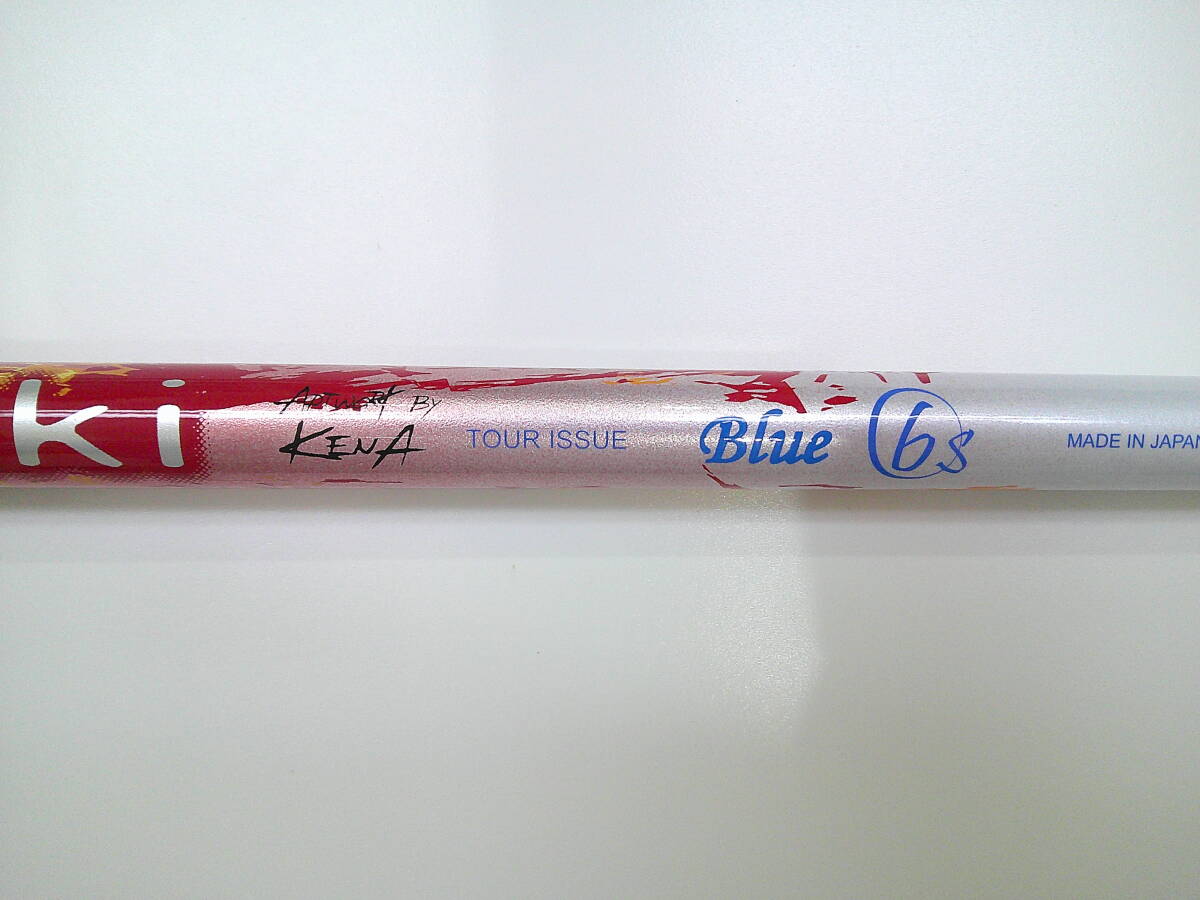 ki
ARTWORK BY
KENA
TOUR ISSUE
Blue 6s
MADE IN JAPAN